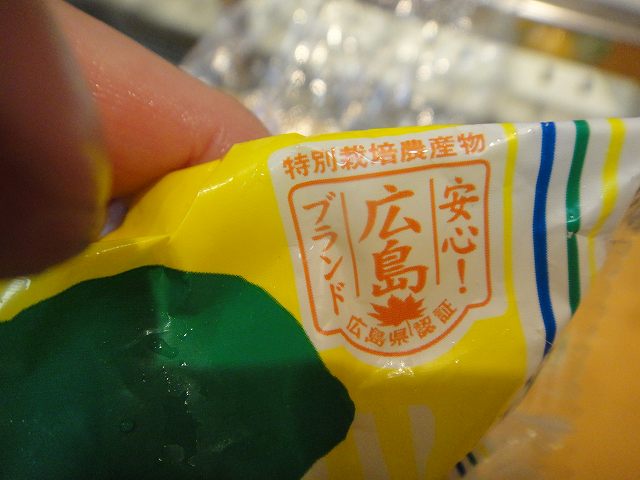 特別栽培農産物
安心!
広島
ブランド
広島県認証